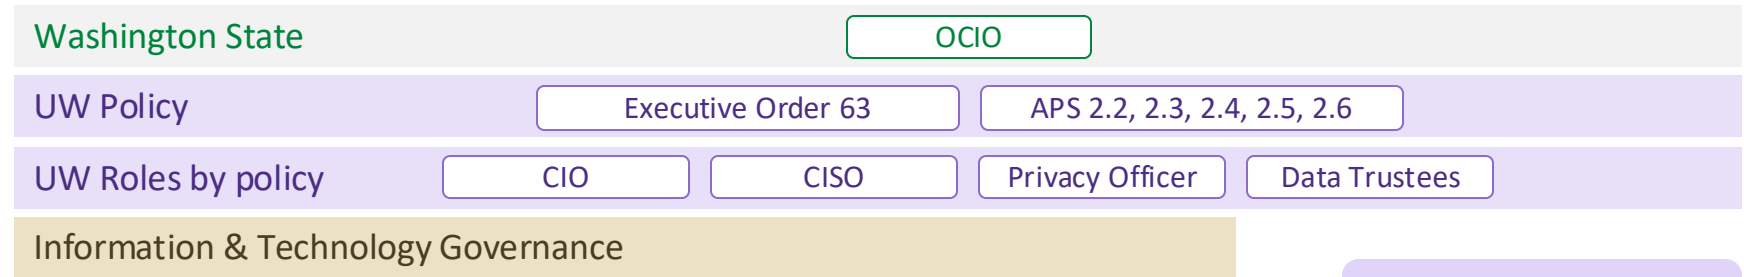 Washington State
OCIO
UW Policy
Executive Order 63
APS 2.2, 2.3, 2.4, 2.5, 2.6
UW Roles by policy
CIO
CISO
Privacy Officer
Data Trustees
Information & Technology Governance